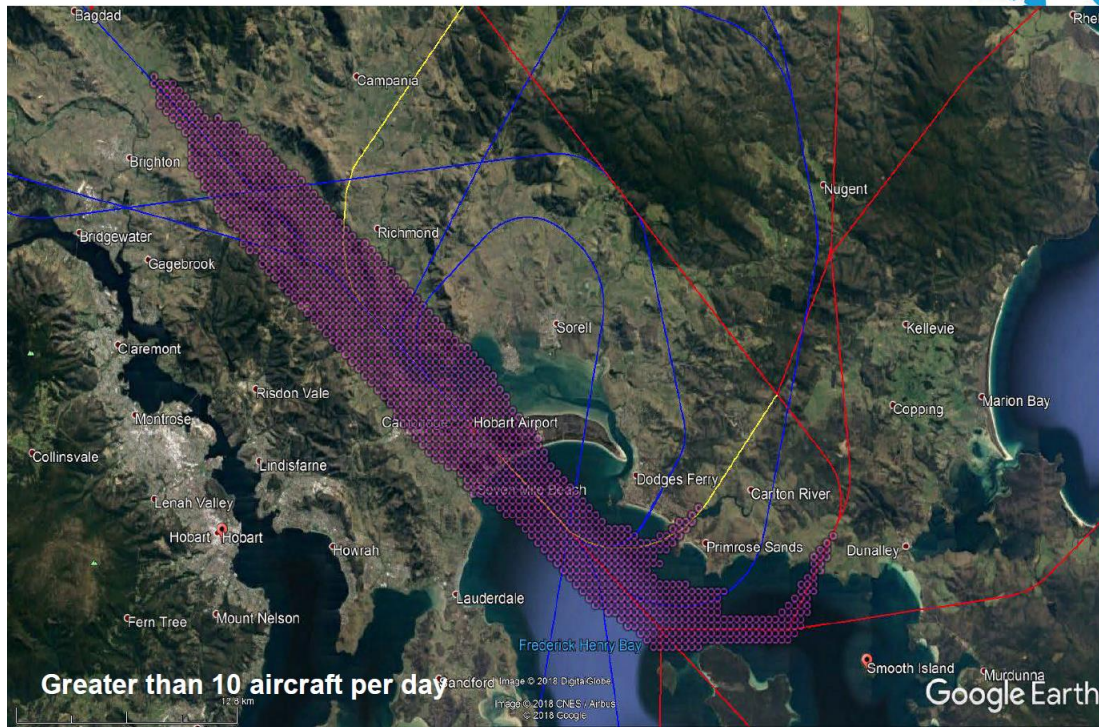 Bagdad
Rhe
Campania
Brighton
Nugent
Richmond
Bridgewater
Gagebrook
Sorell
Kellevie
Claremont
Risdon Vale
Marion Bay
Copping
Montrose
Hobart Airport
Collinsvale
Lindisfarne
Dodges Ferry
Carlton River
Seven Mile Beach
Lenah Valley
Hobart
Hobart
Howrah
Primrose Sands
Dunalley
Lauderdale
Fern Tree
Mount Nelson
Frederick Henry Bay
Smooth Island
Murdunna
Greater than 10 aircraft per day
Image © 2018 DigitalGlobe
Image © 2018 CNES / Airbus
© 2018 Google
Google Earth
12.8 km